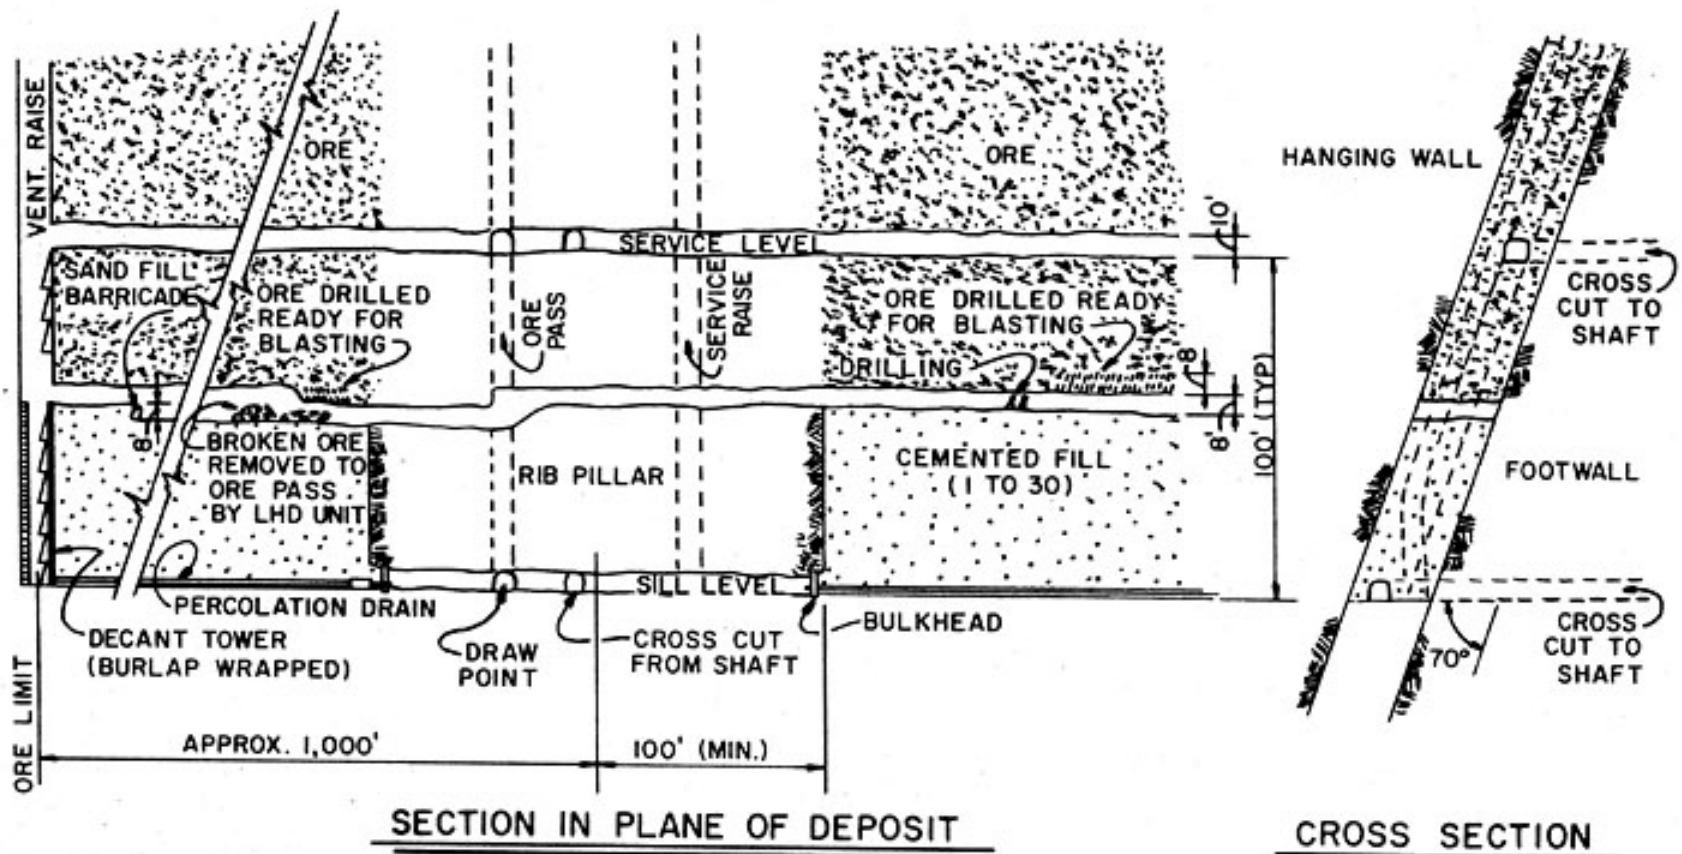 VENT. RAISE
ORE
ORE
SERVICE LEVEL
10'
SAND FILL
BARRICADE
ORE DRILLED
READY FOR
BLASTING
ORE
PASS
SERVICE
RAISE
ORE DRILLED READY
FOR BLASTING
DRILLING
8'
8'
100' (TYP)
8'
BROKEN ORE
REMOVED TO
ORE PASS
BY LHD UNIT
RIB PILLAR
CEMENTED FILL
(1 TO 30)
SILL LEVEL
PERCOLATION DRAIN
DECANT TOWER
(BURLAP WRAPPED)
DRAW
POINT
CROSS CUT
FROM SHAFT
BULKHEAD
ORE LIMIT
APPROX. 1,000'
100' (MIN.)
SECTION IN PLANE OF DEPOSIT
HANGING WALL
CROSS
CUT TO
SHAFT
FOOTWALL
CROSS
CUT TO
SHAFT
70°
CROSS SECTION